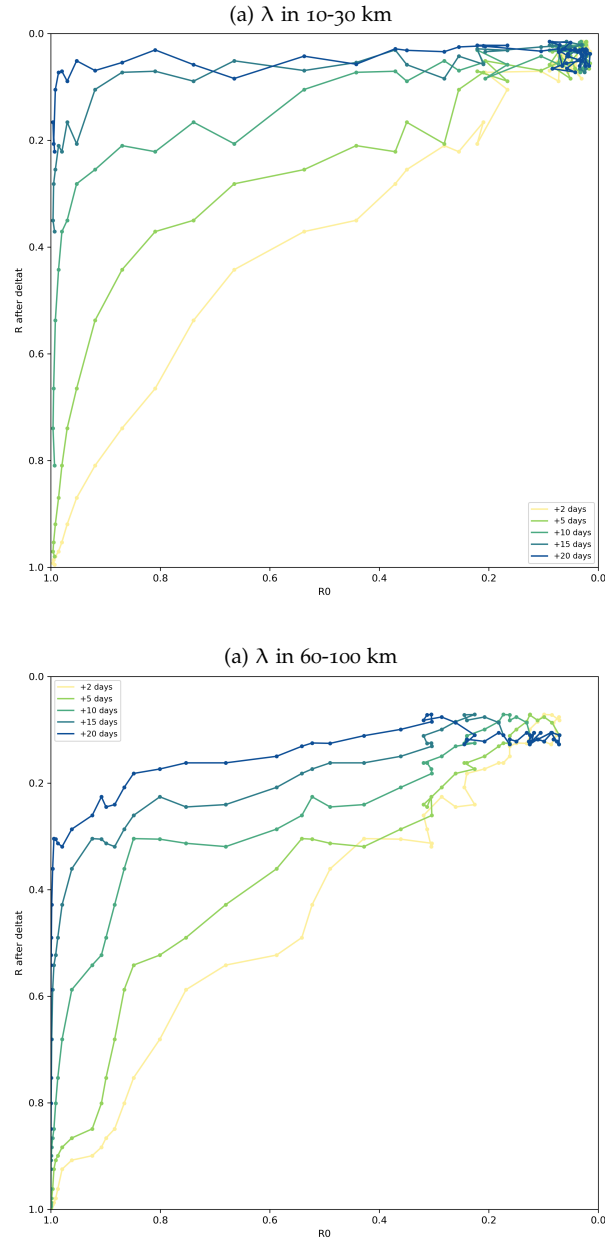 (a) λ in 10-30 km
0.0
0.2
0.4
0.6
0.8
1.0
R after deltat
+2 days
+5 days
+10 days
+15 days
+20 days
1.0
0.8
0.6
0.4
0.2
0.0
R0
(a) λ in 60-100 km
0.0
0.2
0.4
0.6
0.8
1.0
R after deltat
+2 days
+5 days
+10 days
+15 days
+20 days
1.0
0.8
0.6
0.4
0.2
0.0
R0